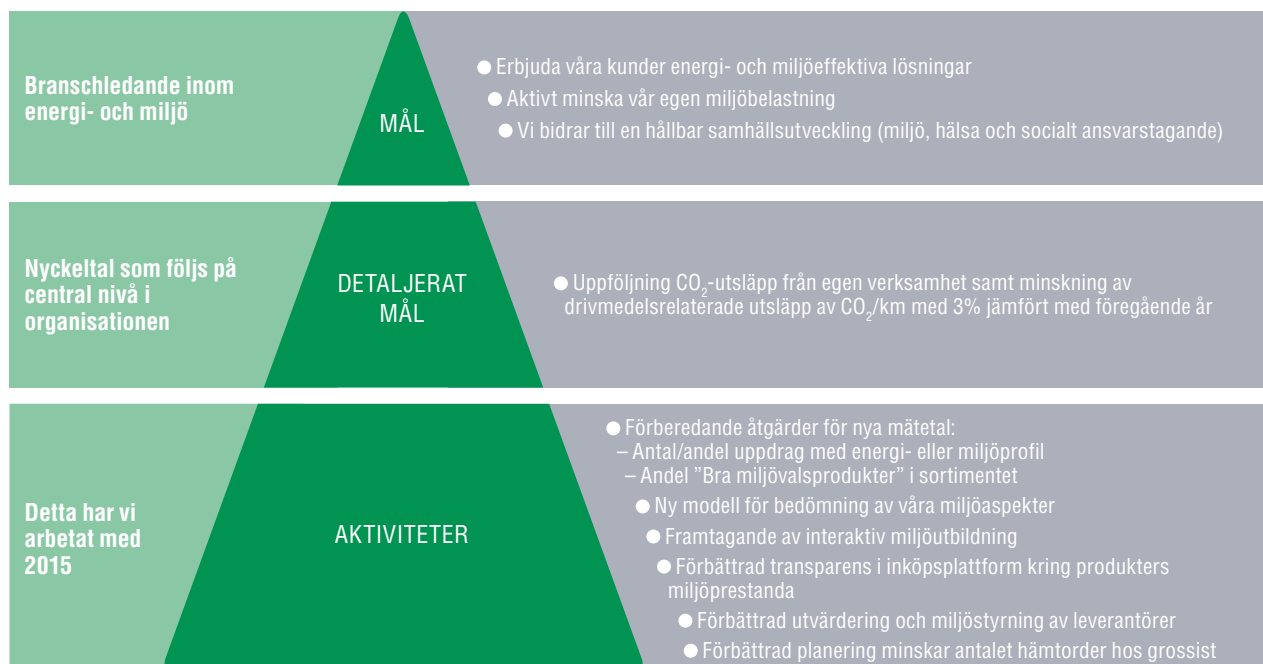 Branschledande inom
energi- och miljö
MÅL
● Erbjuda våra kunder energi- och miljöeffektiva lösningar
● Aktivt minska vår egen miljöbelastning
● Vi bidrar till en hållbar samhällsutveckling (miljö, hälsa och socialt ansvarstagande)
Nyckeltal som följs på
central nivå i
organisationen
DETALJERAT
MÅL
● Uppföljning CO₂-utsläpp från egen verksamhet samt minskning av
drivmedelsrelaterade utsläpp av CO₂/km med 3% jämfört med föregående år
Detta har vi
arbetat med
2015
AKTIVITETER
● Förberedande åtgärder för nya mätetal:
– Antal/andel uppdrag med energi- eller miljöprofil
– Andel ”Bra miljövalsprodukter” i sortimentet
● Ny modell för bedömning av våra miljöaspekter
● Framtagande av interaktiv miljöutbildning
● Förbättrad transparens i inköpsplattform kring produkters
miljöprestanda
● Förbättrad utvärdering och miljöstyrning av leverantörer
● Förbättrad planering minskar antalet hämtorder hos grossist